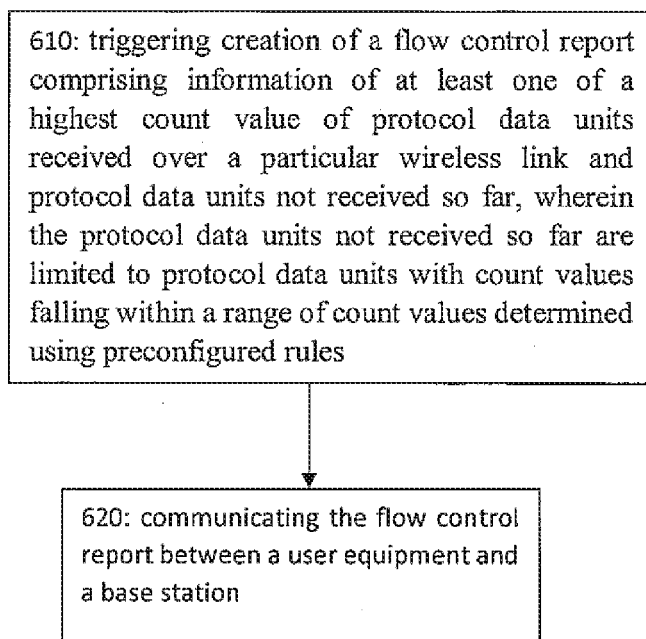 610: triggering creation of a flow control report
comprising information of at least one of a
highest count value of protocol data units
received over a particular wireless link and
protocol data units not received so far, wherein
the protocol data units not received so far are
limited to protocol data units with count values
falling within a range of count values determined
using preconfigured rules
620: communicating the flow control
report between a user equipment and
a base station